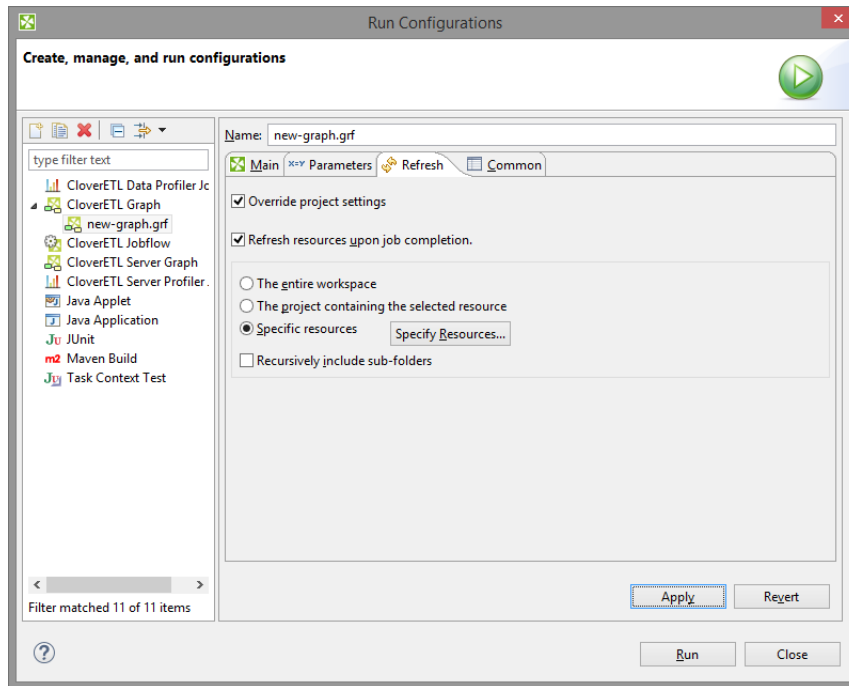 Run Configurations
Create, manage, and run configurations
Name: new-graph.grf
type filter text
Main x=y Parameters Refresh Common
CloverETL Data Profiler Jc
CloverETL Graph
new-graph.grf
CloverETL Jobflow
CloverETL Server Graph
CloverETL Server Profiler.
Java Applet
Java Application
Ju JUnit
m2 Maven Build
Ju Task Context Test
Override project settings
Refresh resources upon job completion.
The entire workspace
The project containing the selected resource
Specific resources Specify Resources...
Recursively include sub-folders
Filter matched 11 of 11 items
Apply Revert
? Run Close